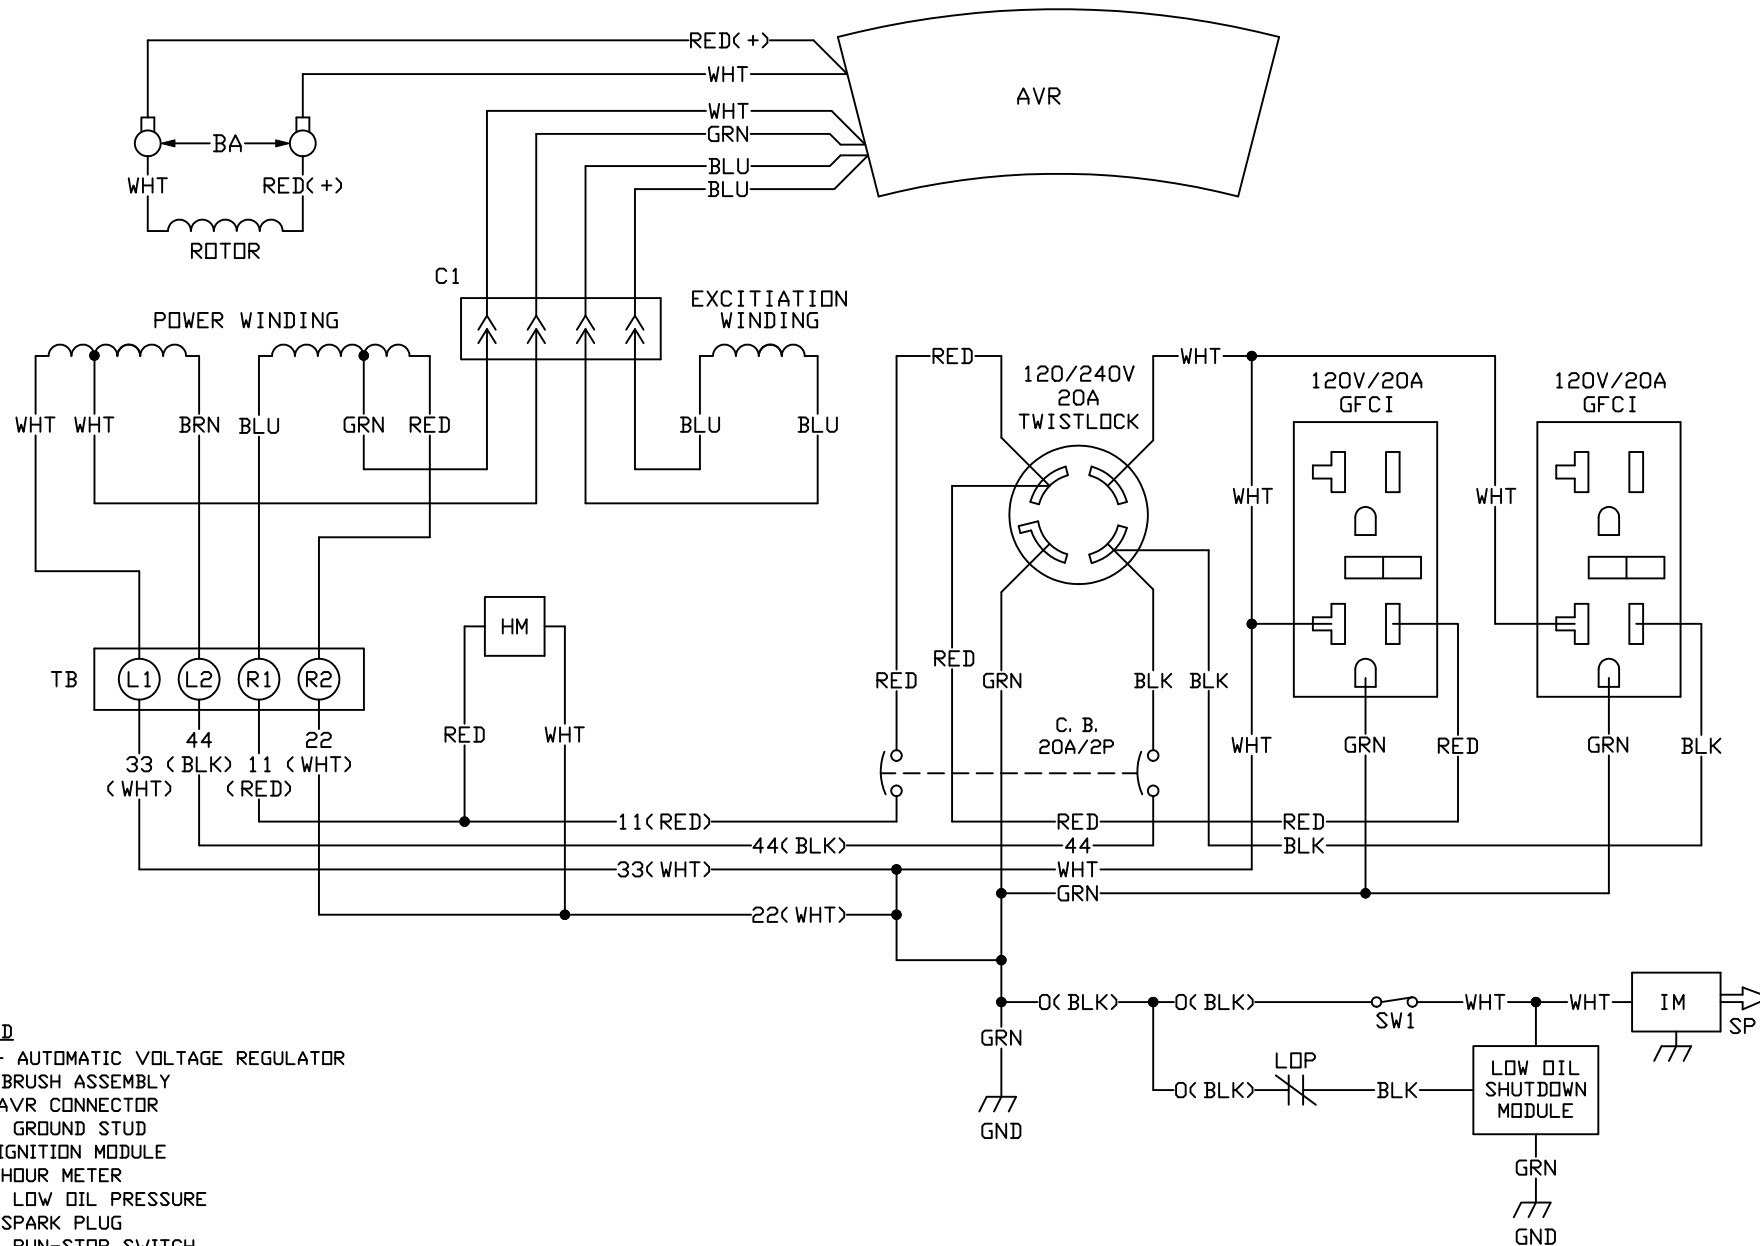 RED(+)
WHT
WHT
GRN
BLU
BLU
AVR
BA
WHT
RED(+)
ROTOR
C1
POWER WINDING
EXCITIATION
WINDING
WHT WHT BRN BLU GRN RED
BLU BLU
RED
WHT
120/240V
20A
TWISTLOCK
120V/20A
GFCI
120V/20A
GFCI
WHT
WHT
HM
TB L1 L2 R1 R2
RED
RED
GRN
BLK
BLK
RED
WHT
C. B.
20A/2P
WHT
GRN
RED
GRN
BLK
44
(BLK)
22
(WHT)
33
(WHT)
11
(RED)
11(RED)
RED
RED
44(BLK)
44
BLK
33(WHT)
WHT
GRN
22(WHT)
0(BLK)
0(BLK)
SW1
WHT
WHT
IM
SP
GRN
GND
0(BLK)
LOP
BLK
LOW OIL
SHUTDOWN
MODULE
GRN
GND
D
- AUTOMATIC VOLTAGE REGULATOR
BRUSH ASSEMBLY
AVR CONNECTOR
GROUND STUD
IGNITION MODULE
HOUR METER
LOW OIL PRESSURE
SPARK PLUG
RUN-STOP SWITCH